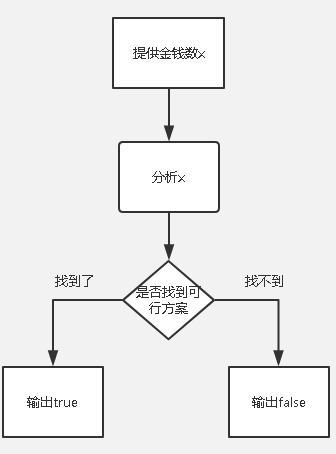 提供金钱数x
分析x
找到了
找不到
是否找到可
行方案
输出true
输出false